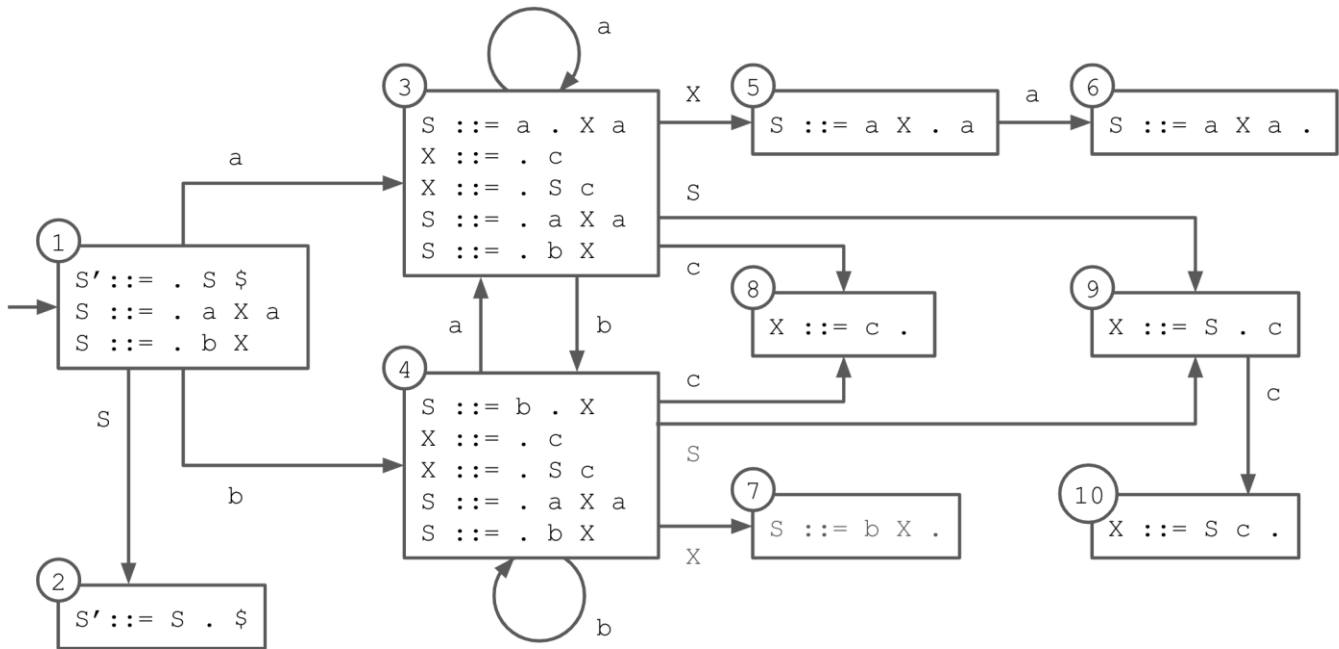 a
3
S ::= a . X a
X ::= . c
X ::= . S c
S ::= . a X a
S ::= . b X
X
5
S ::= a X . a
a
6
S ::= a X a .
a
S
1
S′::= . S $
S ::= . a X a
S ::= . b X
c
8
X ::= c .
9
X ::= S . c
a
b
4
S ::= b . X
X ::= . c
X ::= . S c
S ::= . a X a
S ::= . b X
c
c
S
S
b
7
S ::= b X .
X
10
X ::= S c .
2
S′::= S . $
b